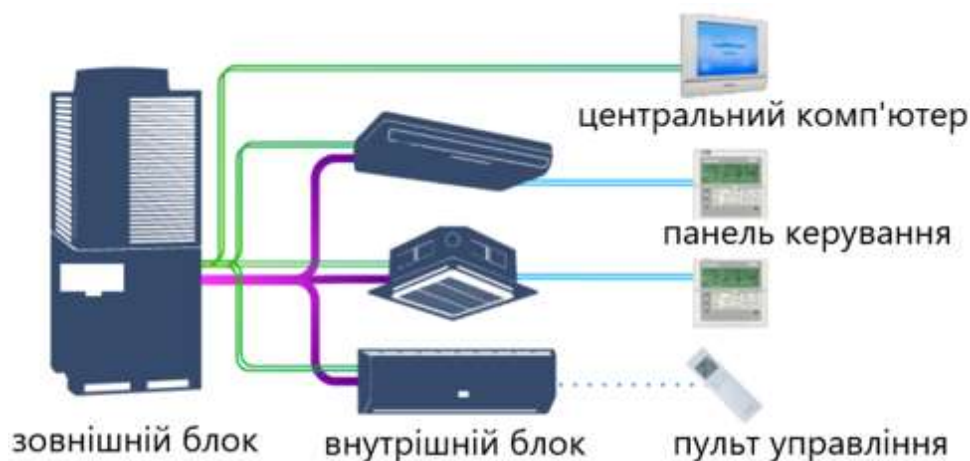 центральний комп'ютер
панель керування
зовнішній блок
внутрішній блок
пульт управління